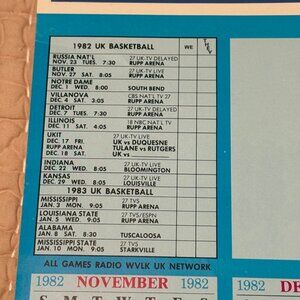 1982 UK BASKETBALL WE THEY
RUSSIA NAT'L 27 UK-TV DELAYED
NOV. 23 TUES. 7:30 RUPP ARENA
BUTLER 27 UK-TV LIVE
NOV. 27 SAT. 8:05 RUPP ARENA
NOTRE DAME
DEC. 1 WED. 8:00 SOUTH BEND
VILLANOVA CBS NAT'L TV 27
DEC. 4 SAT. 3:30 RUPP ARENA
DETROIT 27 UK-TV DELAYED
DEC. 7 TUES. 7:30 RUPP ARENA
ILLINOIS 18 NBC NAT'L TV
DEC. 11 SAT. 4:05 RUPP ARENA
UKIT 27 UK-TV LIVE
DEC. 17 FRI. UK vs DUQUESNE
TULANE vs RUTGERS
DEC. 18 SAT. UK vs
INDIANA 27 UK-TV LIVE
DEC. 22 WED. 8:05 BLOOMINGTON
KANSAS 27 UK-TV LIVE
DEC. 29 WED. 8:05 LOUISVILLE
1983 UK BASKETBALL
MISSISSIPPI 27 TVS
JAN. 3 MON. 9:05 RUPP ARENA
LOUISIANA STATE 27 TVS/ESPN
JAN. 5 WED. 9:05 RUPP ARENA
ALABAMA
JAN. 8 SAT. 8:30 TUSCALOOSA
MISSISSIPPI STATE 27 TVS
JAN. 10 MON. 9:05 STARKVILLE
ALL GAMES RADIO WVLK UK NETWORK
1982 NOVEMBER 1982
S M T W T F S
1982 DE